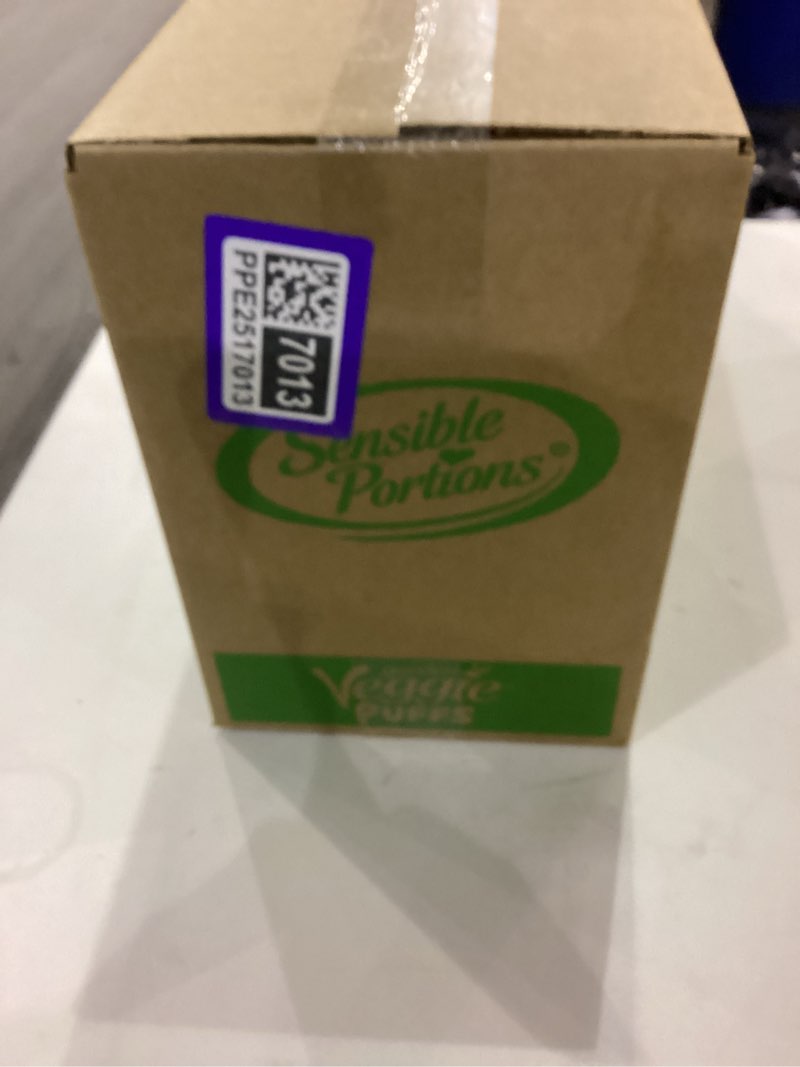 PPE2517013
7013
Sensible
Portions®
Veggie
PUFFS